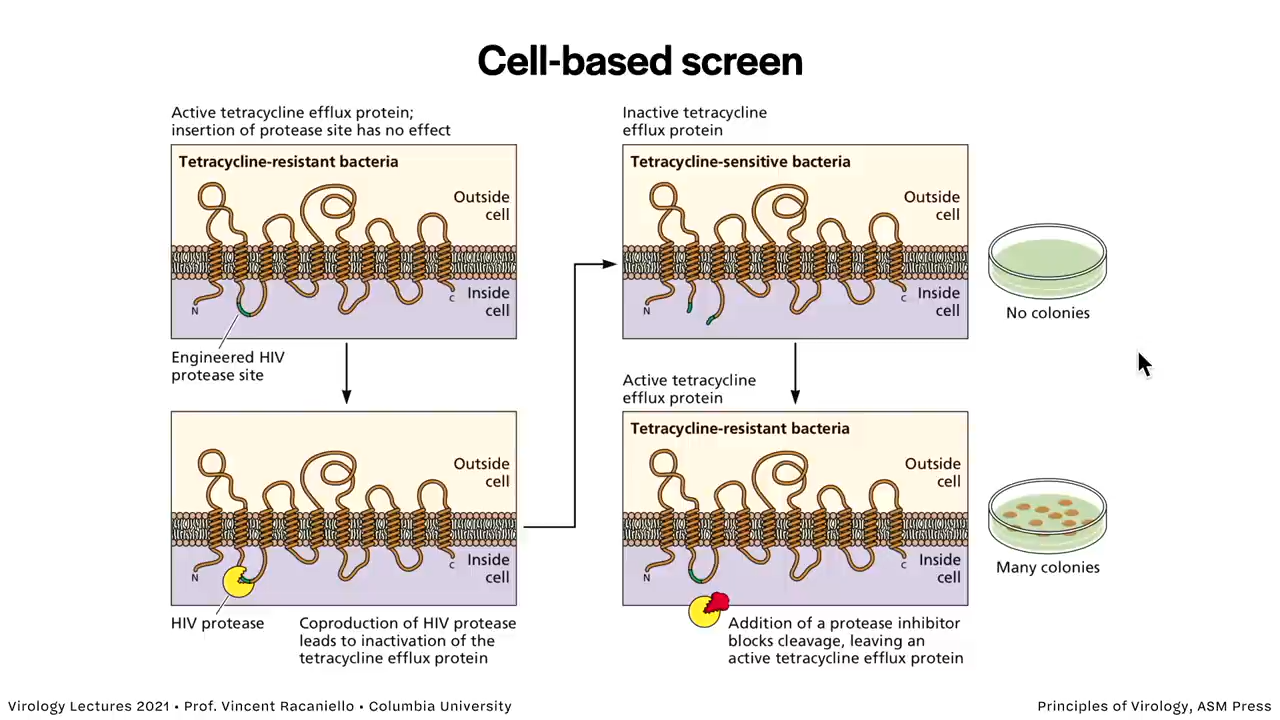 Cell-based screen
Active tetracycline efflux protein;
insertion of protease site has no effect
Tetracycline-resistant bacteria
Outside
cell
Inside
cell
N
C
Engineered HIV
protease site
Outside
cell
Inside
cell
N
C
HIV protease
Coproduction of HIV protease
leads to inactivation of the
tetracycline efflux protein
Inactive tetracycline
efflux protein
Tetracycline-sensitive bacteria
Outside
cell
Inside
cell
N
C
No colonies
Active tetracycline
efflux protein
Tetracycline-resistant bacteria
Outside
cell
Inside
cell
N
C
Many colonies
Addition of a protease inhibitor
blocks cleavage, leaving an
active tetracycline efflux protein
Virology Lectures 2021 • Prof. Vincent Racaniello • Columbia University
Principles of Virology, ASM Press